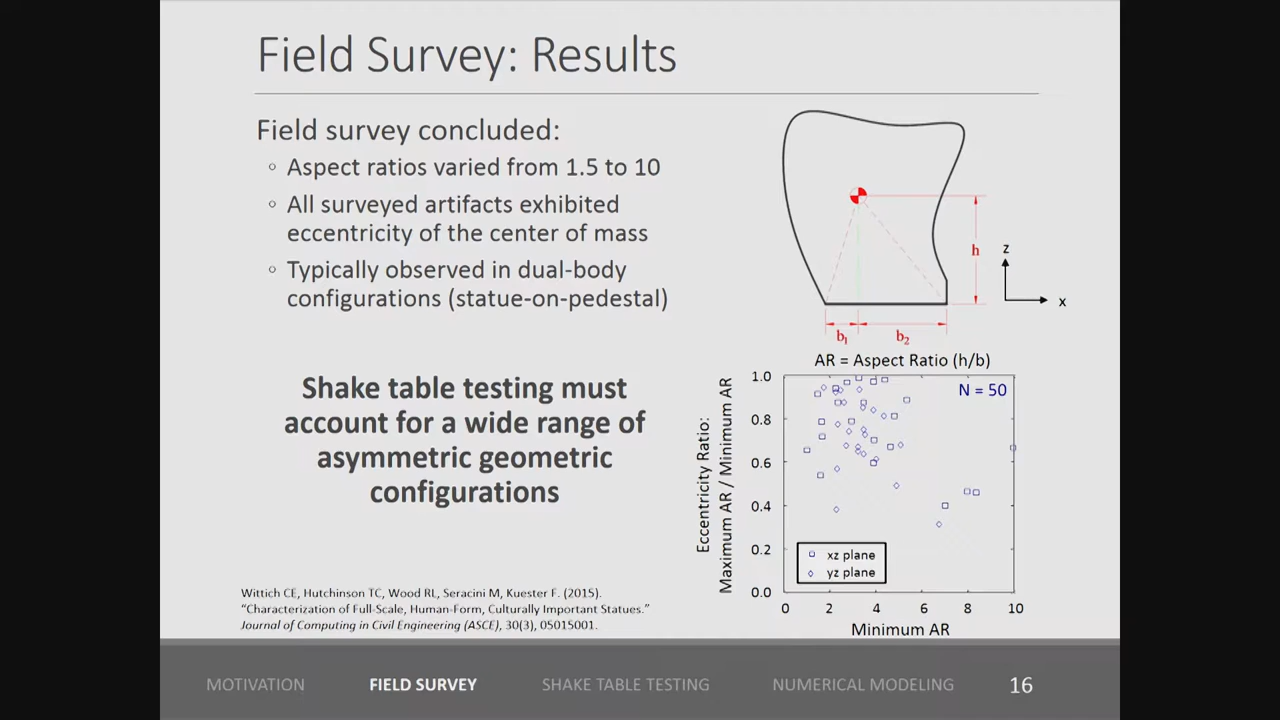 Field Survey: Results
Field survey concluded:
◦ Aspect ratios varied from 1.5 to 10
◦ All surveyed artifacts exhibited
eccentricity of the center of mass
◦ Typically observed in dual-body
configurations (statue-on-pedestal)
Shake table testing must
account for a wide range of
asymmetric geometric
configurations
Wittich CE, Hutchinson TC, Wood RL, Seracini M, Kuester F. (2015).
“Characterization of Full-Scale, Human-Form, Culturally Important Statues.”
Journal of Computing in Civil Engineering (ASCE), 30(3), 05015001.
h
z
x
b1
b2
AR = Aspect Ratio (h/b)
Eccentricity Ratio:
Maximum AR / Minimum AR
1.0
0.8
0.6
0.4
0.2
0.0
N = 50
xz plane
yz plane
0 2 4 6 8 10
Minimum AR
MOTIVATION FIELD SURVEY SHAKE TABLE TESTING NUMERICAL MODELING 16